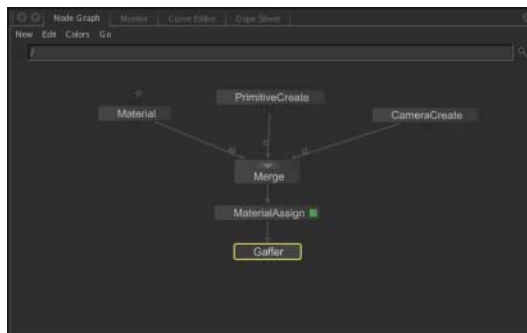 Node Graph Monitor Curve Editor Dope Sheet
New Edit Colors Go
/
PrimitiveCreate
Material
CameraCreate
Merge
MaterialAssign
Gaffer